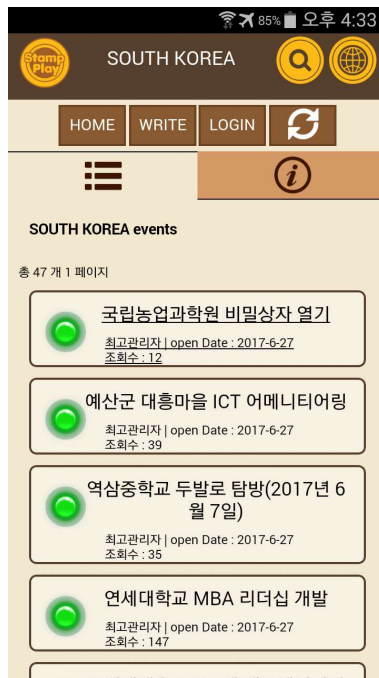 85% 오후 4:33
Stamp
Play
SOUTH KOREA
HOME WRITE LOGIN
i
SOUTH KOREA events
총 47 개 1 페이지
국립농업과학원 비밀상자 열기
최고관리자 | open Date : 2017-6-27
조회수 : 12
예산군 대흥마을 ICT 어메니티어링
최고관리자 | open Date : 2017-6-27
조회수 : 39
역삼중학교 두발로 탐방(2017년 6
월 7일)
최고관리자 | open Date : 2017-6-27
조회수 : 35
연세대학교 MBA 리더십 개발
최고관리자 | open Date : 2017-6-27
조회수 : 147